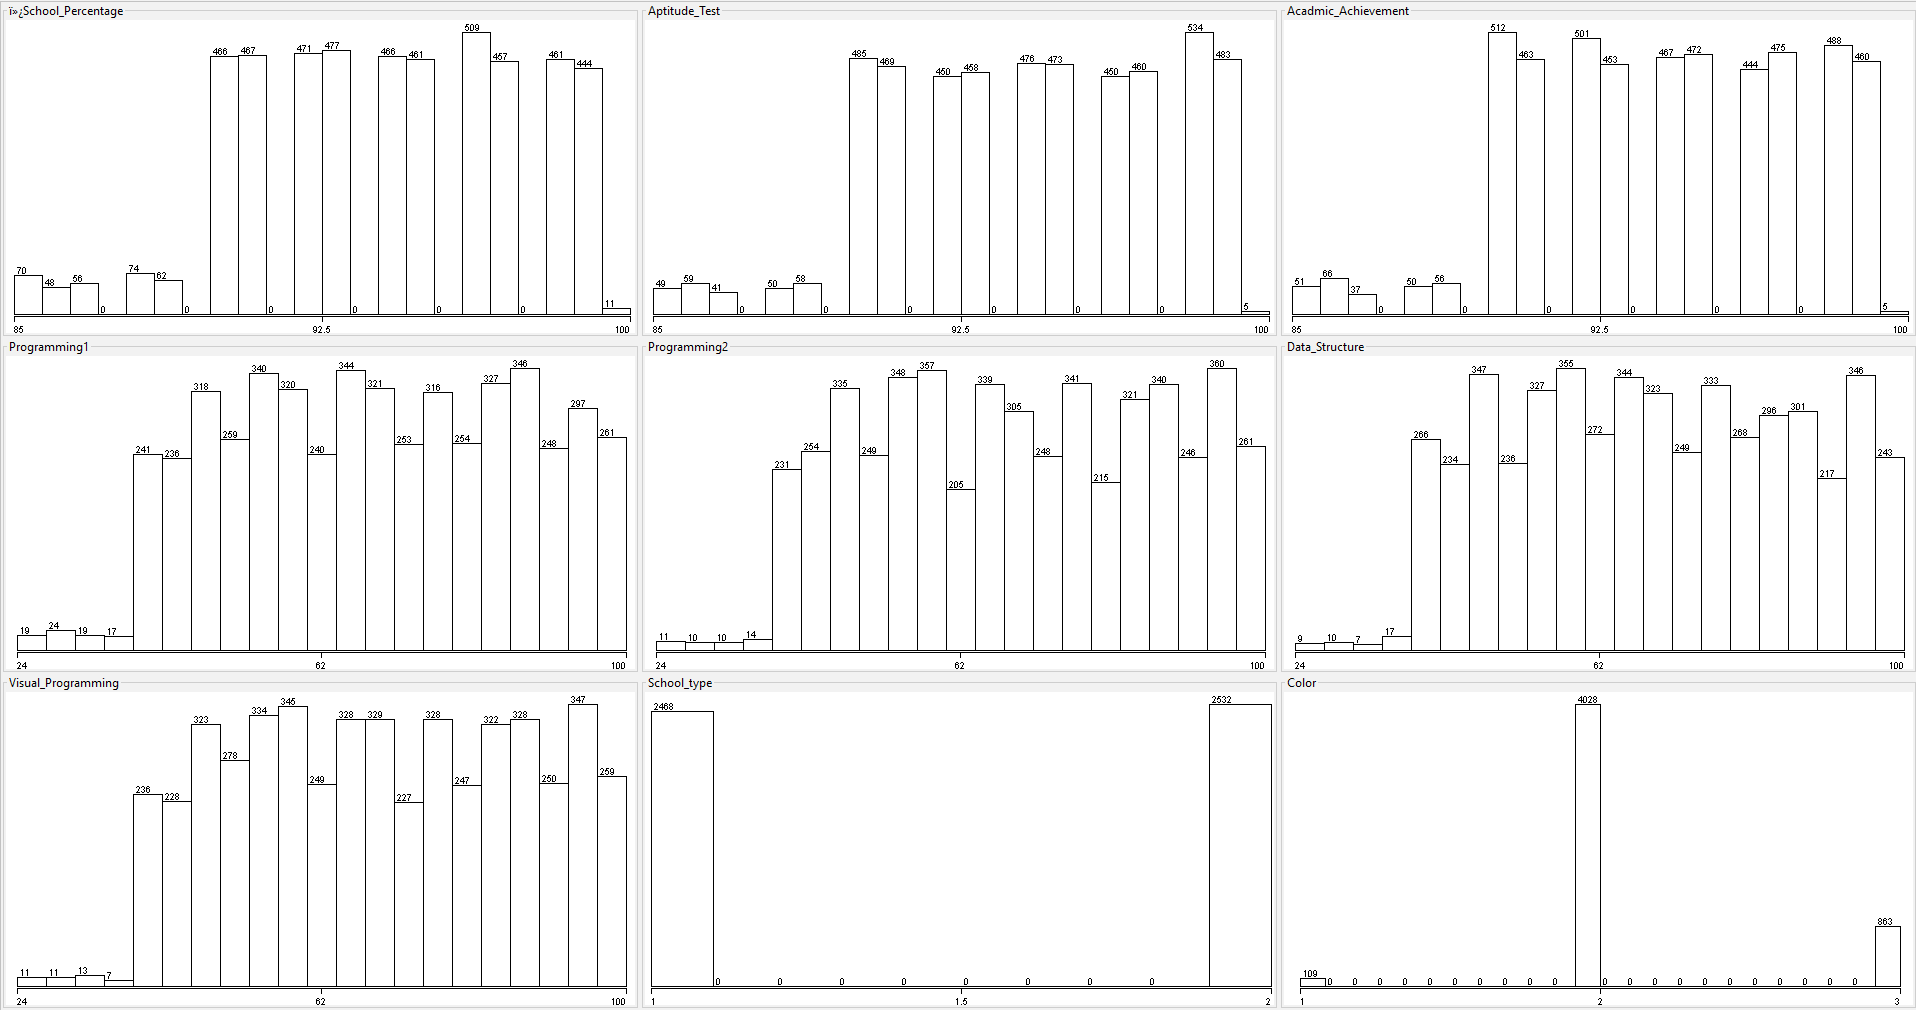 ï»¿School_Percentage
70 48 56 0 74 62 0 466 467 0 471 477 466 461 0 509 457 0 461 444 11
85 92.5 100
Aptitude_Test
49 59 41 0 50 58 0 485 469 0 450 458 0 476 473 0 450 460 0 534 483 5
85 92.5 100
Acadmic_Achievement
51 66 37 0 50 56 0 512 463 0 501 453 0 467 472 0 444 475 0 488 460 5
85 92.5 100
Programming1
19 24 19 17 241 236 318 259 340 320 240 344 321 253 316 254 327 346 248 297 261
24 62 100
Programming2
11 10 10 14 231 254 335 249 348 357 205 339 305 248 341 215 321 340 246 360 261
24 62 100
Data_Structure
9 10 7 17 266 234 347 236 327 355 272 344 323 249 333 268 296 301 217 346 243
24 62 100
Visual_Programming
11 11 13 7 236 228 323 278 334 345 249 328 329 227 328 247 322 328 250 347 259
24 62 100
School_type
2468 0 0 0 0 0 0 0 0 2532
1 1.5 2
Color
109 0 0 0 0 0 0 0 0 0 0 4028 0 0 0 0 0 0 0 0 0 0 0 863
1 2 3